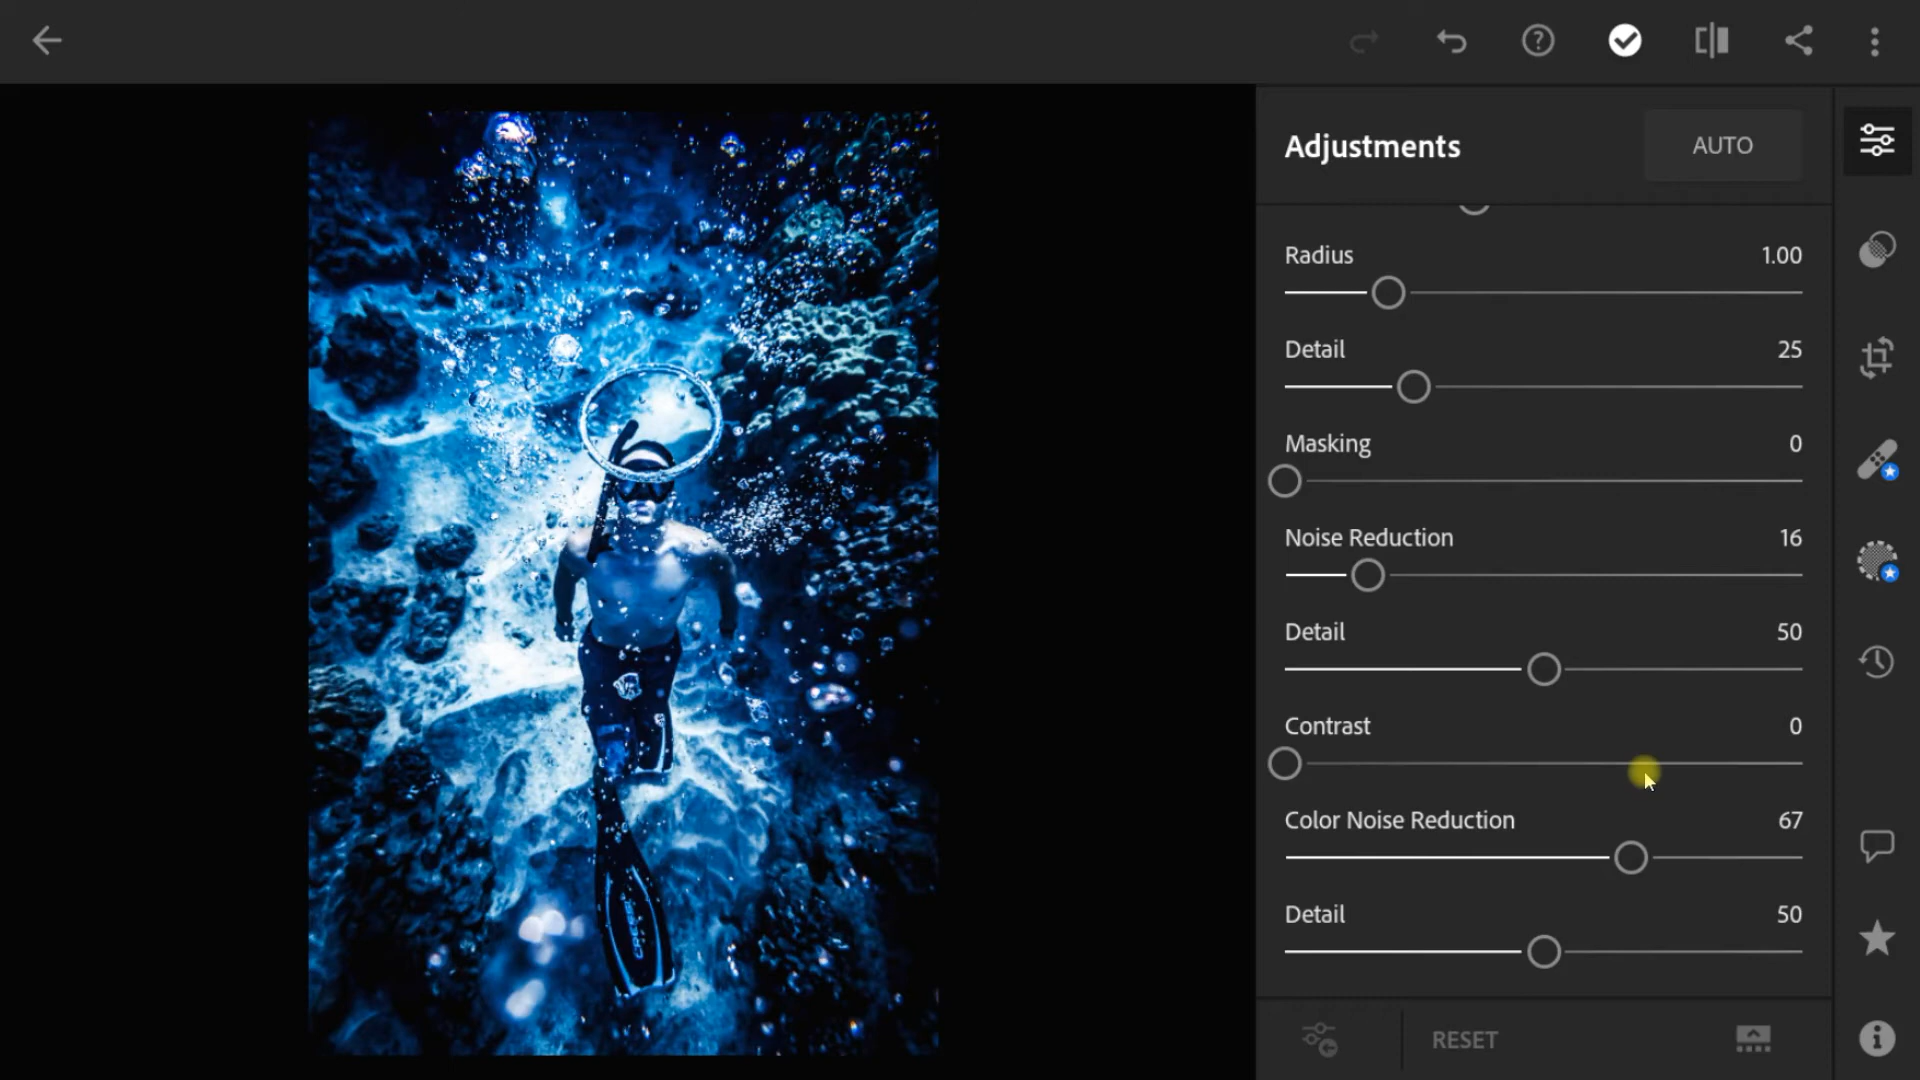 Adjustments
AUTO
Radius 1.00
Detail 25
Masking 0
Noise Reduction 16
Detail 50
Contrast 0
Color Noise Reduction 67
Detail 50
RESET
CRESSI